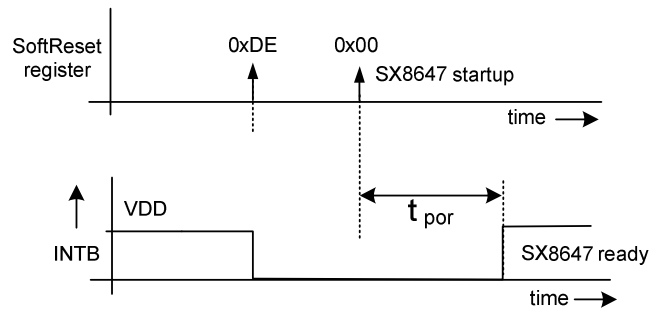 SoftReset
register
0xDE
0x00
SX8647 startup
time
VDD
INTB
t por
SX8647 ready
time